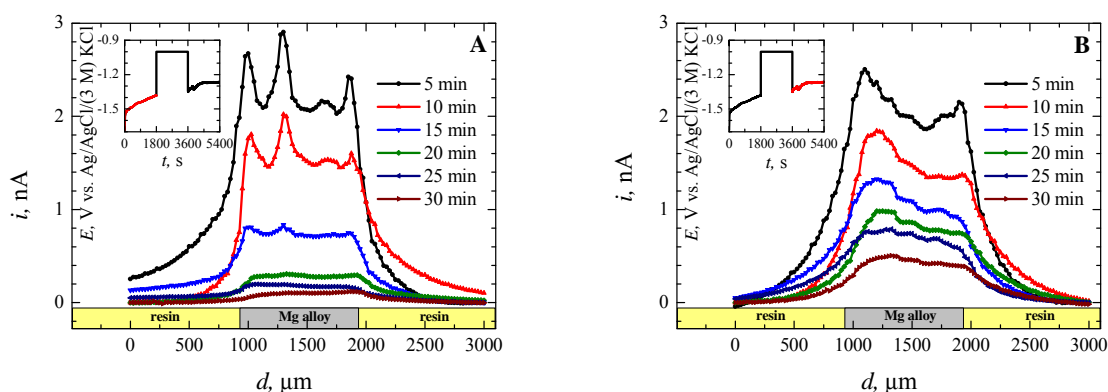 A
i, nA
3
2
1
0
E, V vs. Ag/AgCl/(3 M) KCl
-0.9
-1.2
-1.5
0 1800 3600 5400
t, s
5 min
10 min
15 min
20 min
25 min
30 min
resin Mg alloy resin
0 500 1000 1500 2000 2500 3000
d, μm
B
i, nA
3
2
1
0
E, V vs. Ag/AgCl/(3 M) KCl
-0.9
-1.2
-1.5
0 1800 3600 5400
t, s
5 min
10 min
15 min
20 min
25 min
30 min
resin Mg alloy resin
0 500 1000 1500 2000 2500 3000
d, μm